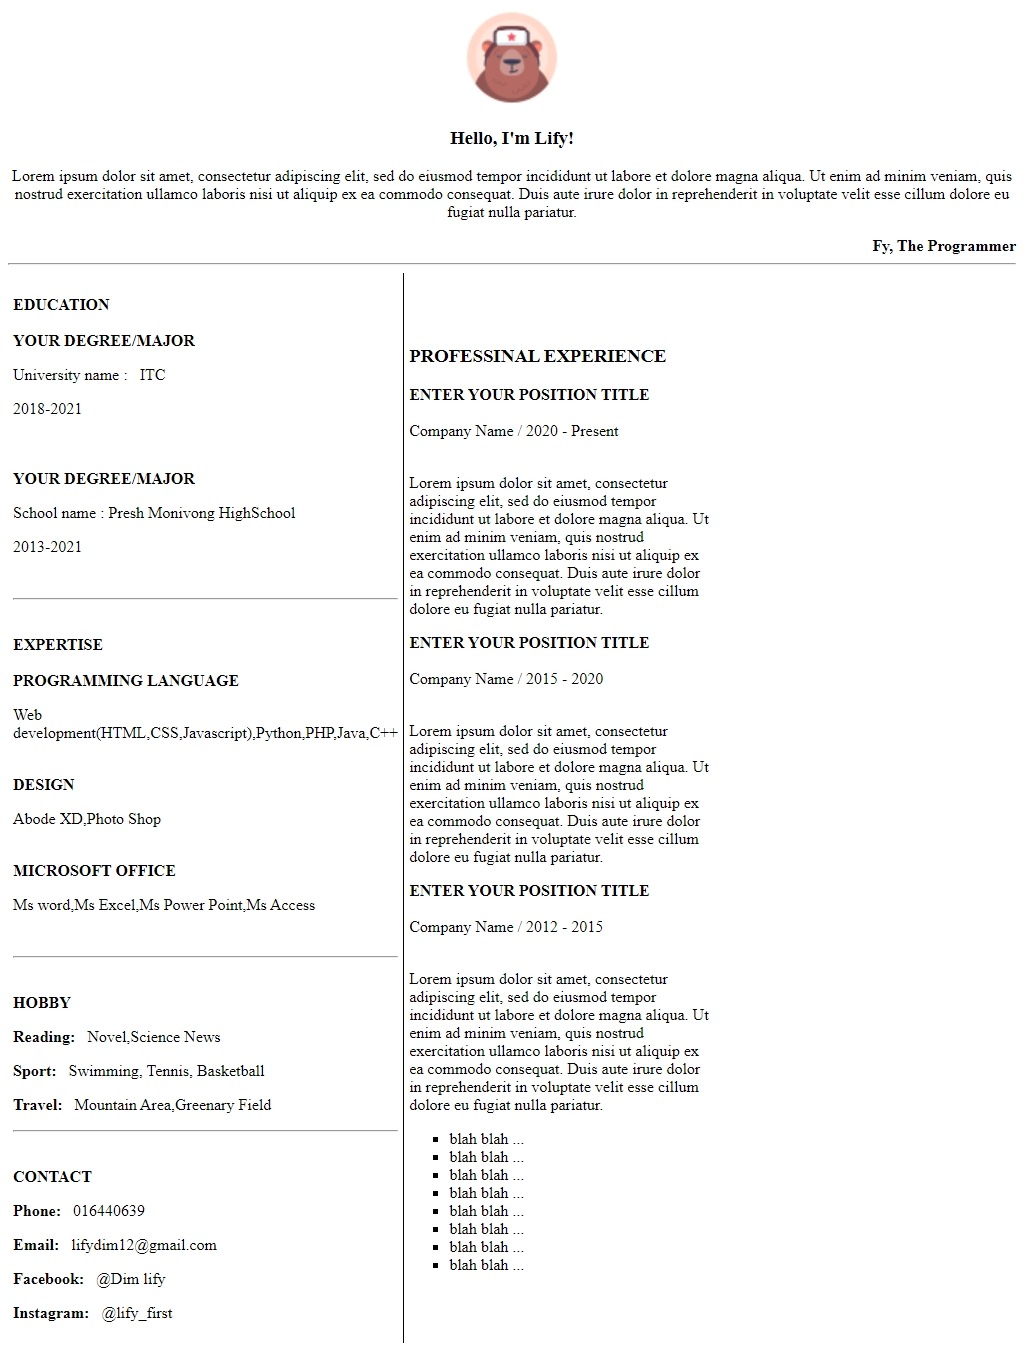 Hello, I'm Lify!
Lorem ipsum dolor sit amet, consectetur adipiscing elit, sed do eiusmod tempor incididunt ut labore et dolore magna aliqua. Ut enim ad minim veniam, quis
nostrud exercitation ullamco laboris nisi ut aliquip ex ea commodo consequat. Duis aute irure dolor in reprehenderit in voluptate velit esse cillum dolore eu
fugiat nulla pariatur.
Fy, The Programmer
EDUCATION
YOUR DEGREE/MAJOR
University name : ITC
2018-2021
YOUR DEGREE/MAJOR
School name : Presh Monivong HighSchool
2013-2021
EXPERTISE
PROGRAMMING LANGUAGE
Web
development(HTML,CSS,Javascript),Python,PHP,Java,C++
DESIGN
Abode XD,Photo Shop
MICROSOFT OFFICE
Ms word,Ms Excel,Ms Power Point,Ms Access
HOBBY
Reading: Novel,Science News
Sport: Swimming, Tennis, Basketball
Travel: Mountain Area,Greenary Field
CONTACT
Phone: 016440639
Email: lifydim12@gmail.com
Facebook: @Dim lify
Instagram: @lify_first
PROFESSINAL EXPERIENCE
ENTER YOUR POSITION TITLE
Company Name / 2020 - Present
Lorem ipsum dolor sit amet, consectetur
adipiscing elit, sed do eiusmod tempor
incididunt ut labore et dolore magna aliqua. Ut
enim ad minim veniam, quis nostrud
exercitation ullamco laboris nisi ut aliquip ex
ea commodo consequat. Duis aute irure dolor
in reprehenderit in voluptate velit esse cillum
dolore eu fugiat nulla pariatur.
ENTER YOUR POSITION TITLE
Company Name / 2015 - 2020
Lorem ipsum dolor sit amet, consectetur
adipiscing elit, sed do eiusmod tempor
incididunt ut labore et dolore magna aliqua. Ut
enim ad minim veniam, quis nostrud
exercitation ullamco laboris nisi ut aliquip ex
ea commodo consequat. Duis aute irure dolor
in reprehenderit in voluptate velit esse cillum
dolore eu fugiat nulla pariatur.
ENTER YOUR POSITION TITLE
Company Name / 2012 - 2015
Lorem ipsum dolor sit amet, consectetur
adipiscing elit, sed do eiusmod tempor
incididunt ut labore et dolore magna aliqua. Ut
enim ad minim veniam, quis nostrud
exercitation ullamco laboris nisi ut aliquip ex
ea commodo consequat. Duis aute irure dolor
in reprehenderit in voluptate velit esse cillum
dolore eu fugiat nulla pariatur.
blah blah ...
blah blah ...
blah blah ...
blah blah ...
blah blah ...
blah blah ...
blah blah ...
blah blah ...